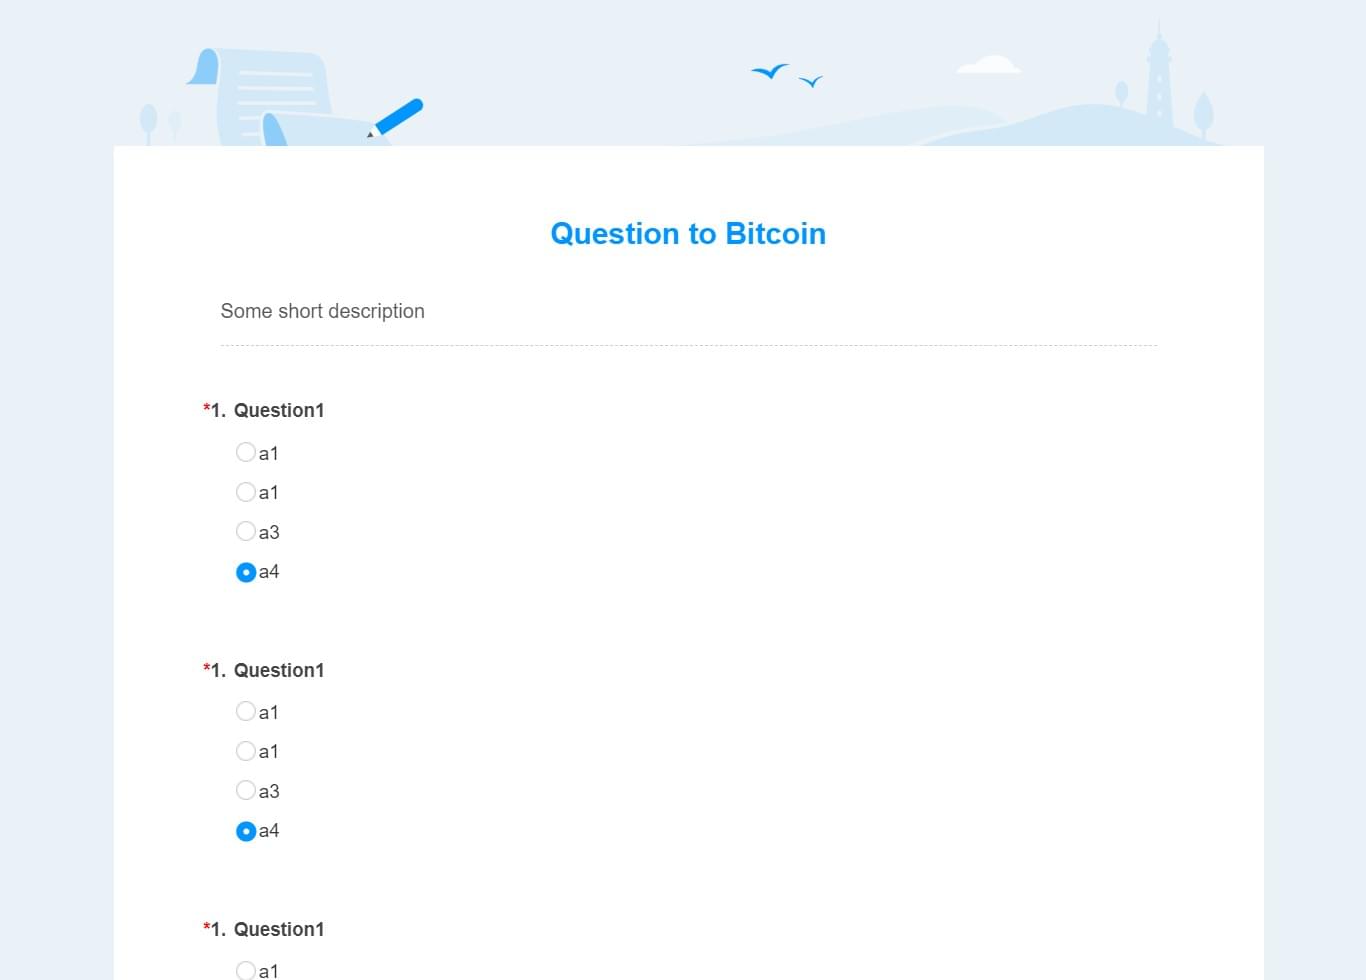 Question to Bitcoin
Some short description
*1. Question1
a1
a1
a3
a4
*1. Question1
a1
a1
a3
a4
*1. Question1
a1